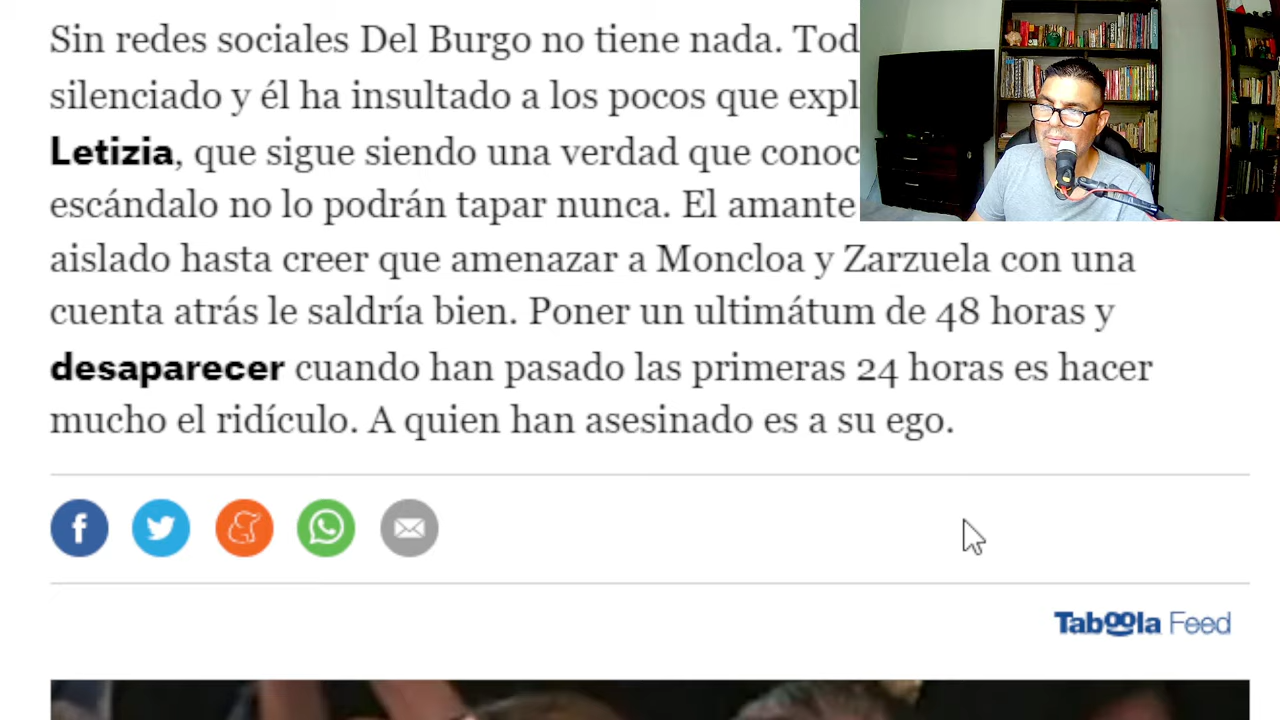 Sin redes sociales Del Burgo no tiene nada. Tod
silenciado y él ha insultado a los pocos que expl
Letizia, que sigue siendo una verdad que conoc
escándalo no lo podrán tapar nunca. El amante
aislado hasta creer que amenazar a Moncloa y Zarzuela con una
cuenta atrás le saldría bien. Poner un ultimátum de 48 horas y
desaparecer cuando han pasado las primeras 24 horas es hacer
mucho el ridículo. A quien han asesinado es a su ego.
Taboola Feed